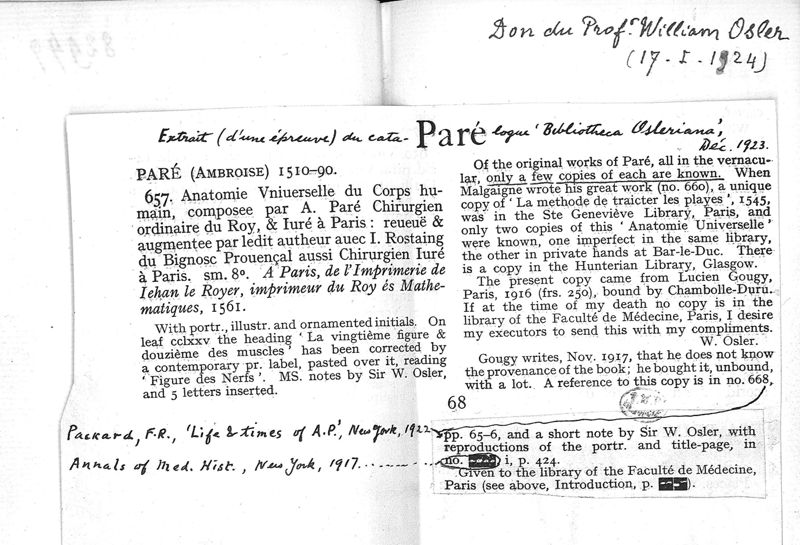 Don du Prof.r William Osler
(17-I-1924)
Extrait (d'une épreuve) du cata- Paré logue 'Bibliotheca Osleriana',
Dec. 1923.
PARÉ (AMBROISE) 1510–90.
657. Anatomie Vniuerselle du Corps hu-
main, composee par A. Paré Chirurgien
ordinaire du Roy, & Iuré à Paris : reueuë &
augmentee par ledit autheur auec I. Rostaing
du Bignosc Prouençal aussi Chirurgien Iuré
à Paris. sm. 8º. A Paris, de l'Imprimerie de
Iehan le Royer, imprimeur du Roy és Mathe-
matiques, 1561.
With portr., illustr. and ornamented initials. On
leaf cclxxv the heading 'La vingtième figure &
douzième des muscles' has been corrected by
a contemporary pr. label, pasted over it, reading
'Figure des Nerfs'. MS. notes by Sir W. Osler,
and 5 letters inserted.
Of the original works of Paré, all in the vernacu-
lar, only a few copies of each are known. When
Malgaigne wrote his great work (no. 660), a unique
copy of 'La methode de traicter les playes', 1545,
was in the Ste Geneviève Library, Paris, and
only two copies of this 'Anatomie Universelle'
were known, one imperfect in the same library,
the other in private hands at Bar-le-Duc. There
is a copy in the Hunterian Library, Glasgow.
The present copy came from Lucien Gougy,
Paris, 1916 (frs. 250), bound by Chambolle-Duru.
If at the time of my death no copy is in the
library of the Faculté de Médecine, Paris, I desire
my executors to send this with my compliments.
W. Osler.
Gougy writes, Nov. 1917, that he does not know
the provenance of the book; he bought it, unbound,
with a lot. A reference to this copy is in no. 668,
68
Packard, F.R., 'Life & times of A.P.', New York, 1922
pp. 65–6, and a short note by Sir W. Osler, with
reproductions of the portr. and title-page, in
Annals of Med. Hist., New York, 1917..........
no. i, p. 424.
Given to the library of the Faculté de Médecine,
Paris (see above, Introduction, p. ).